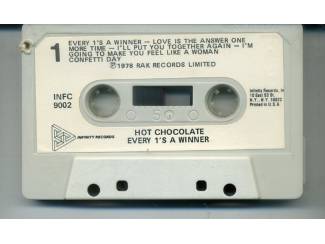 1
EVERY 1'S A WINNER — LOVE IS THE ANSWER ONE
MORE TIME — I'LL PUT YOU TOGETHER AGAIN — I'M
GOING TO MAKE YOU FEEL LIKE A WOMAN
CONFETTI DAY
℗1978 RAK RECORDS LIMITED
INFC
9002
Infinity Records, Inc.
10 East 53 St.
N.Y., N.Y. 10022
Printed in U.S.A.
INFINITY RECORDS
HOT CHOCOLATE
EVERY 1'S A WINNER